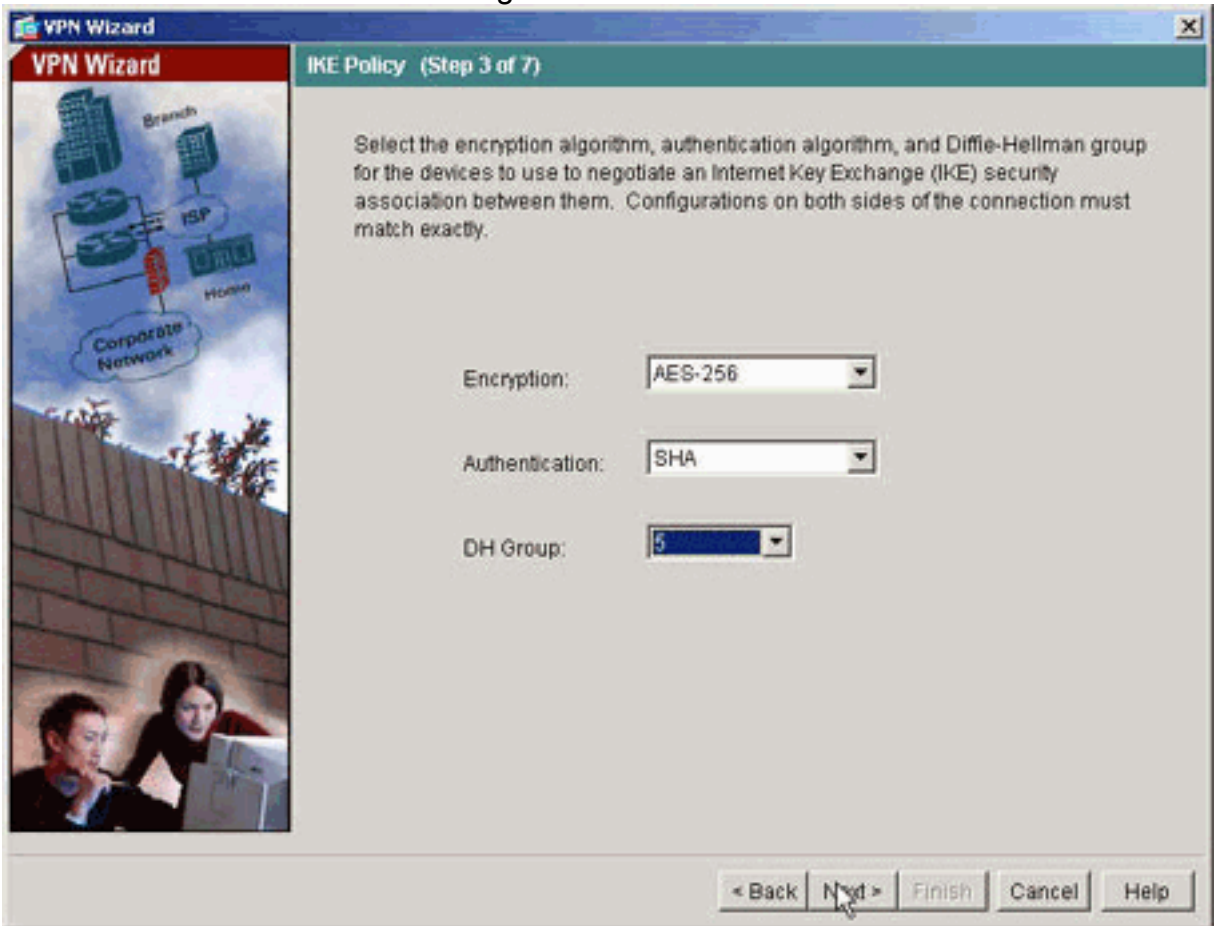 VPN Wizard
VPN Wizard
IKE Policy (Step 3 of 7)
Branch
ISP
Home
Corporate
Network
Select the encryption algorithm, authentication algorithm, and Diffie-Hellman group
for the devices to use to negotiate an Internet Key Exchange (IKE) security
association between them. Configurations on both sides of the connection must
match exactly.
Encryption: AES-256
Authentication: SHA
DH Group: 5
< Back Next > Finish Cancel Help